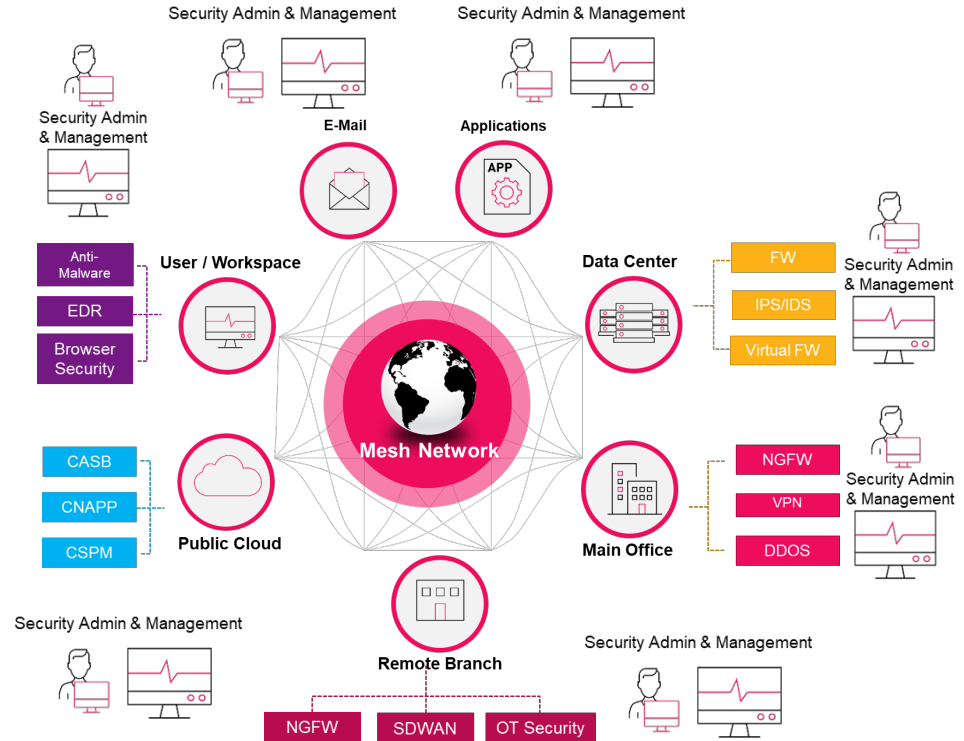 Security Admin & Management
Security Admin & Management
Security Admin
& Management
E-Mail
Applications
APP
User / Workspace
Data Center
Anti-
Malware
EDR
Browser
Security
FW
IPS/IDS
Virtual FW
Security Admin
& Management
Mesh Network
CASB
CNAPP
CSPM
Public Cloud
Main Office
NGFW
VPN
DDOS
Security Admin
& Management
Remote Branch
NGFW
SDWAN
OT Security
Security Admin & Management
Security Admin & Management